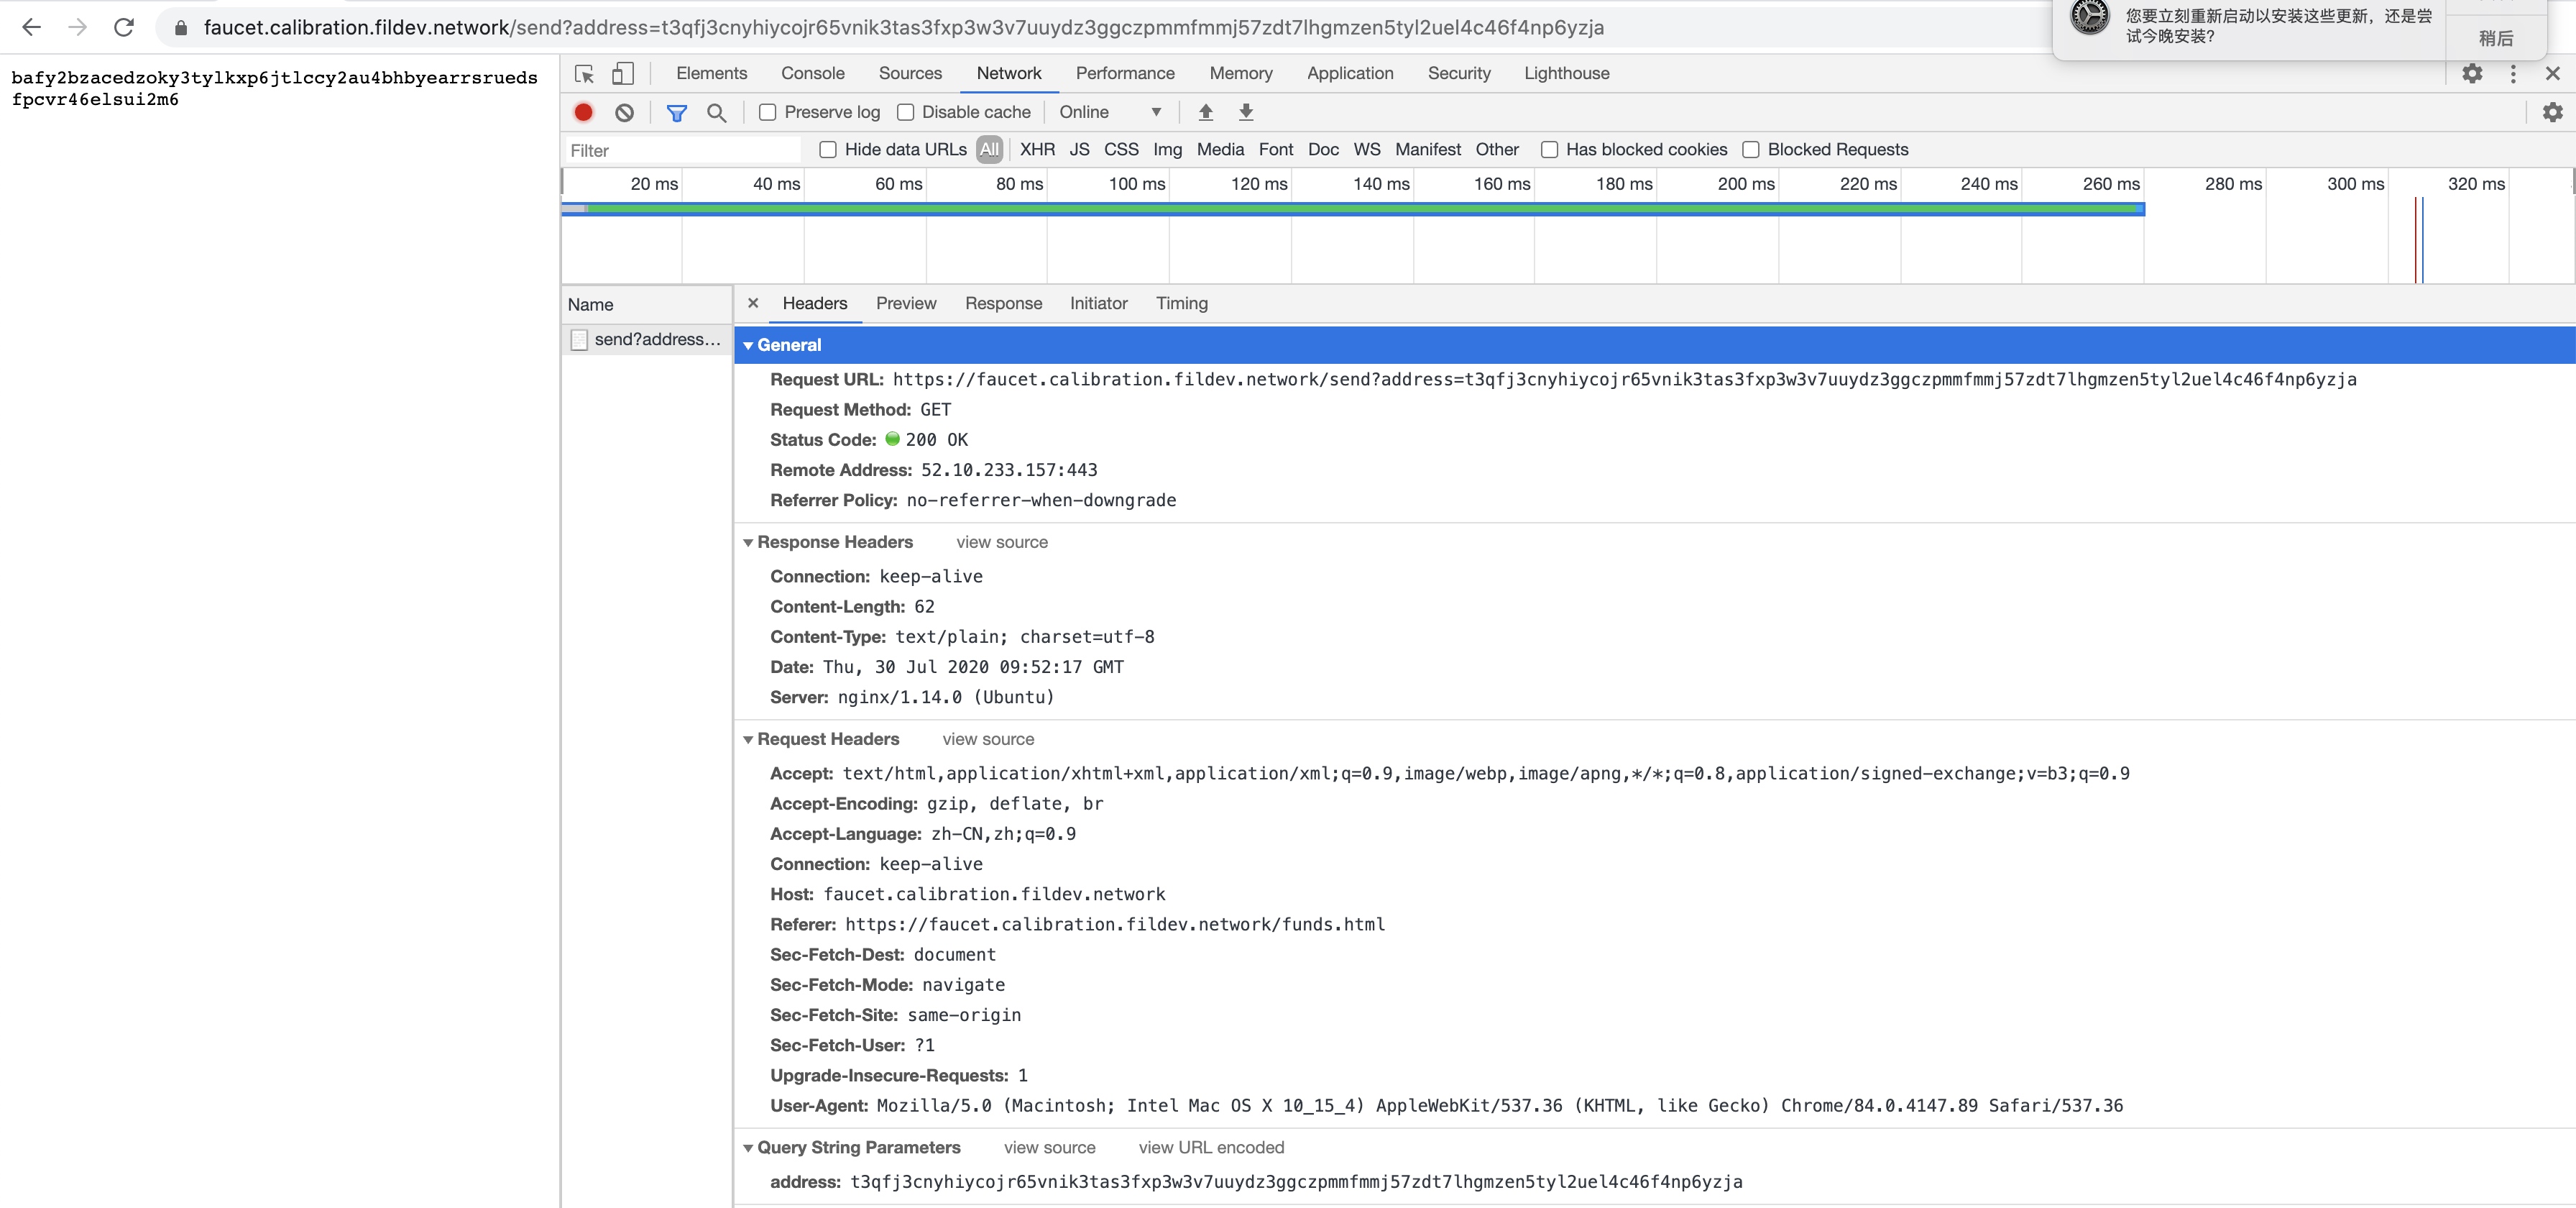 faucet.calibration.fildev.network/send?address=t3qfj3cnyhiycojr65vnik3tas3fxp3w3v7uuydz3ggczpmmfmmj57zdt7lhgmzen5tyl2uel4c46f4np6yzja
您要立刻重新启动以安装这些更新，还是尝
试今晚安装？
稍后
bafy2bzacedzoky3tylkxp6jtlccy2au4bhbyearrsrueds
fpcvr46elsui2m6
Elements Console Sources Network Performance Memory Application Security Lighthouse
Preserve log Disable cache Online
Filter Hide data URLs All XHR JS CSS Img Media Font Doc WS Manifest Other Has blocked cookies Blocked Requests
20 ms 40 ms 60 ms 80 ms 100 ms 120 ms 140 ms 160 ms 180 ms 200 ms 220 ms 240 ms 260 ms 280 ms 300 ms 320 ms
Name
send?address…
Headers Preview Response Initiator Timing
General
Request URL: https://faucet.calibration.fildev.network/send?address=t3qfj3cnyhiycojr65vnik3tas3fxp3w3v7uuydz3ggczpmmfmmj57zdt7lhgmzen5tyl2uel4c46f4np6yzja
Request Method: GET
Status Code: 200 OK
Remote Address: 52.10.233.157:443
Referrer Policy: no-referrer-when-downgrade
Response Headers view source
Connection: keep-alive
Content-Length: 62
Content-Type: text/plain; charset=utf-8
Date: Thu, 30 Jul 2020 09:52:17 GMT
Server: nginx/1.14.0 (Ubuntu)
Request Headers view source
Accept: text/html,application/xhtml+xml,application/xml;q=0.9,image/webp,image/apng,*/*;q=0.8,application/signed-exchange;v=b3;q=0.9
Accept-Encoding: gzip, deflate, br
Accept-Language: zh-CN,zh;q=0.9
Connection: keep-alive
Host: faucet.calibration.fildev.network
Referer: https://faucet.calibration.fildev.network/funds.html
Sec-Fetch-Dest: document
Sec-Fetch-Mode: navigate
Sec-Fetch-Site: same-origin
Sec-Fetch-User: ?1
Upgrade-Insecure-Requests: 1
User-Agent: Mozilla/5.0 (Macintosh; Intel Mac OS X 10_15_4) AppleWebKit/537.36 (KHTML, like Gecko) Chrome/84.0.4147.89 Safari/537.36
Query String Parameters view source view URL encoded
address: t3qfj3cnyhiycojr65vnik3tas3fxp3w3v7uuydz3ggczpmmfmmj57zdt7lhgmzen5tyl2uel4c46f4np6yzja